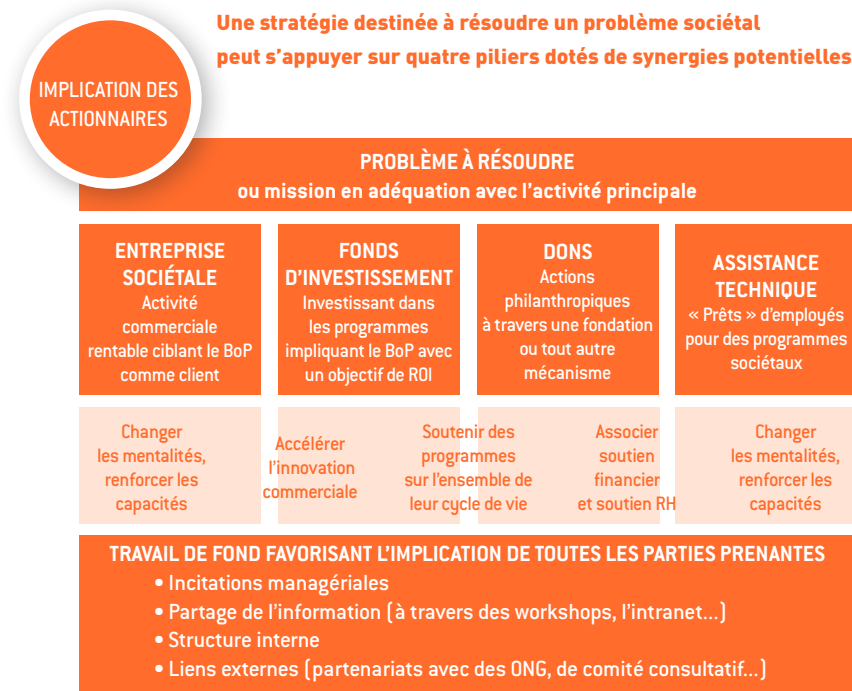 Une stratégie destinée à résoudre un problème sociétal
peut s'appuyer sur quatre piliers dotés de synergies potentielles
IMPLICATION DES
ACTIONNAIRES
PROBLÈME À RÉSOUDRE
ou mission en adéquation avec l'activité principale
ENTREPRISE
SOCIÉTALE
Activité
commerciale
rentable ciblant le BoP
comme client
FONDS
D'INVESTISSEMENT
Investissant dans
les programmes
impliquant le BoP avec
un objectif de ROI
DONS
Actions
philanthropiques
à travers une fondation
ou tout autre
mécanisme
ASSISTANCE
TECHNIQUE
« Prêts » d'employés
pour des programmes
sociétaux
Changer
les mentalités,
renforcer les
capacités
Accélérer
l'innovation
commerciale
Soutenir des
programmes
sur l'ensemble de
leur cycle de vie
Associer
soutien
financier
et soutien RH
Changer
les mentalités,
renforcer les
capacités
TRAVAIL DE FOND FAVORISANT L'IMPLICATION DE TOUTES LES PARTIES PRENANTES
• Incitations managériales
• Partage de l'information (à travers des workshops, l'intranet...)
• Structure interne
• Liens externes (partenariats avec des ONG, de comité consultatif...)